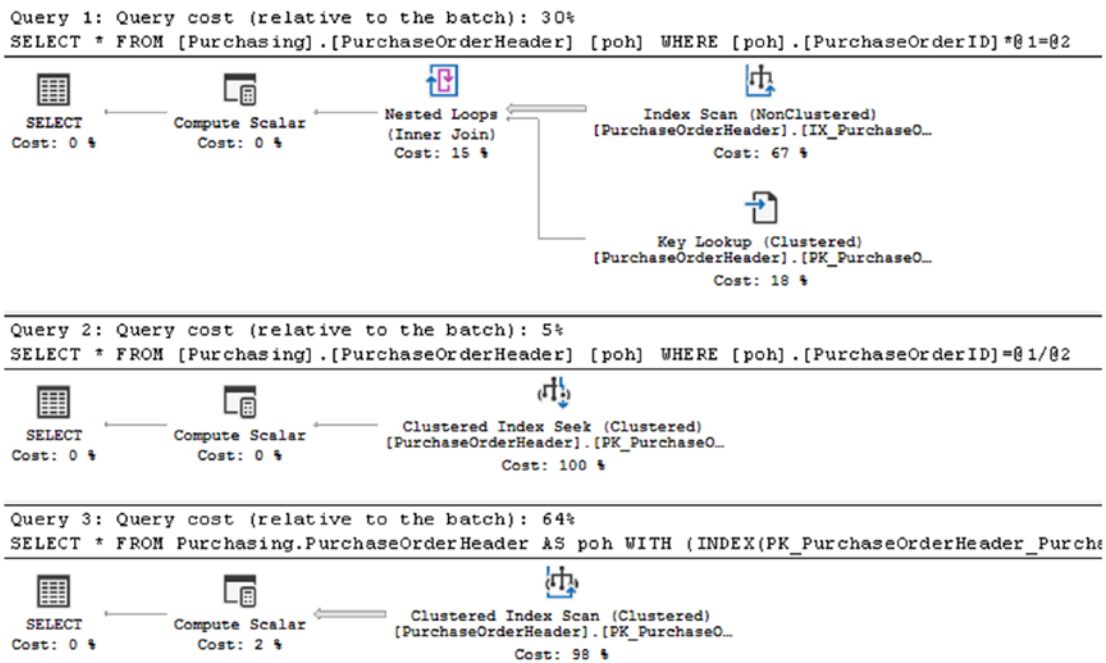 Query 1: Query cost (relative to the batch): 30%
SELECT * FROM [Purchasing].[PurchaseOrderHeader] [poh] WHERE [poh].[PurchaseOrderID]*@1=@2
SELECT
Cost: 0 %
Compute Scalar
Cost: 0 %
Nested Loops
(Inner Join)
Cost: 15 %
Index Scan (NonClustered)
[PurchaseOrderHeader].[IX_PurchaseO…
Cost: 67 %
Key Lookup (Clustered)
[PurchaseOrderHeader].[PK_PurchaseO…
Cost: 18 %
Query 2: Query cost (relative to the batch): 5%
SELECT * FROM [Purchasing].[PurchaseOrderHeader] [poh] WHERE [poh].[PurchaseOrderID]=@1/@2
SELECT
Cost: 0 %
Compute Scalar
Cost: 0 %
Clustered Index Seek (Clustered)
[PurchaseOrderHeader].[PK_PurchaseO…
Cost: 100 %
Query 3: Query cost (relative to the batch): 64%
SELECT * FROM Purchasing.PurchaseOrderHeader AS poh WITH (INDEX(PK_PurchaseOrderHeader_Purcha
SELECT
Cost: 0 %
Compute Scalar
Cost: 2 %
Clustered Index Scan (Clustered)
[PurchaseOrderHeader].[PK_PurchaseO…
Cost: 98 %